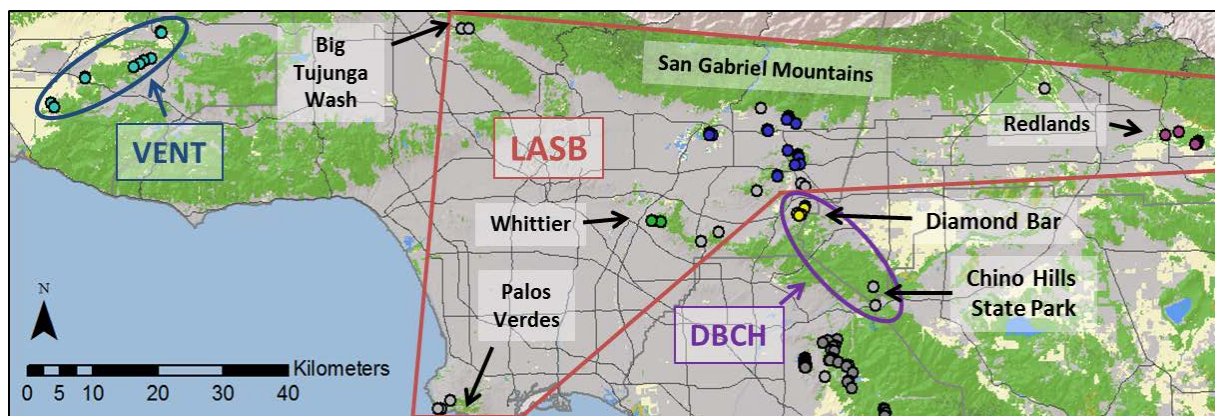 Big
Tujunga
Wash
San Gabriel Mountains
Redlands
VENT
LASB
Whittier
Diamond Bar
Palos
Verdes
DBCH
Chino Hills
State Park
N
Kilometers
0 5 10 20 30 40